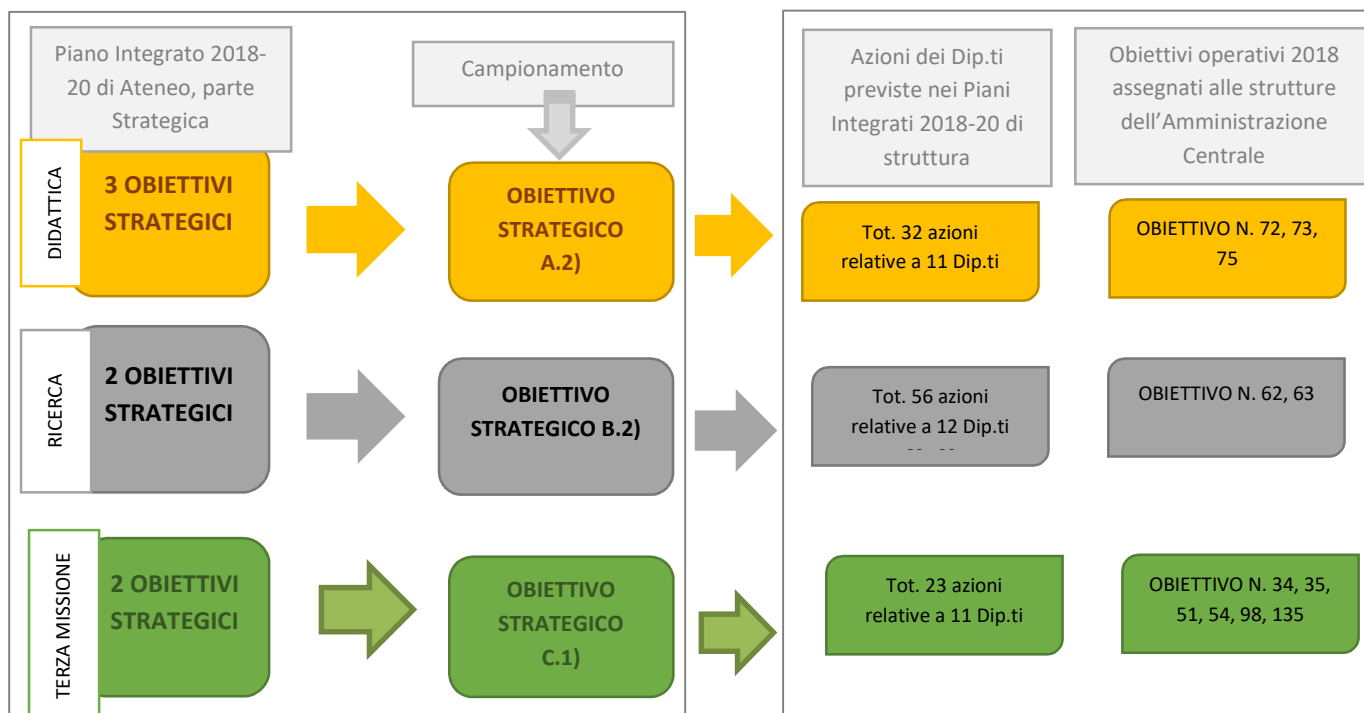 Piano Integrato 2018-
20 di Ateneo, parte
Strategica
Campionamento
Azioni dei Dip.ti
previste nei Piani
Integrati 2018-20 di
struttura
Obiettivi operativi 2018
assegnati alle strutture
dell'Amministrazione
Centrale
DIDATTICA
3 OBIETTIVI
STRATEGICI
OBIETTIVO
STRATEGICO
A.2)
Tot. 32 azioni
relative a 11 Dip.ti
OBIETTIVO N. 72, 73,
75
RICERCA
2 OBIETTIVI
STRATEGICI
OBIETTIVO
STRATEGICO B.2)
Tot. 56 azioni
relative a 12 Dip.ti
OBIETTIVO N. 62, 63
TERZA MISSIONE
2 OBIETTIVI
STRATEGICI
OBIETTIVO
STRATEGICO
C.1)
Tot. 23 azioni
relative a 11 Dip.ti
OBIETTIVO N. 34, 35,
51, 54, 98, 135